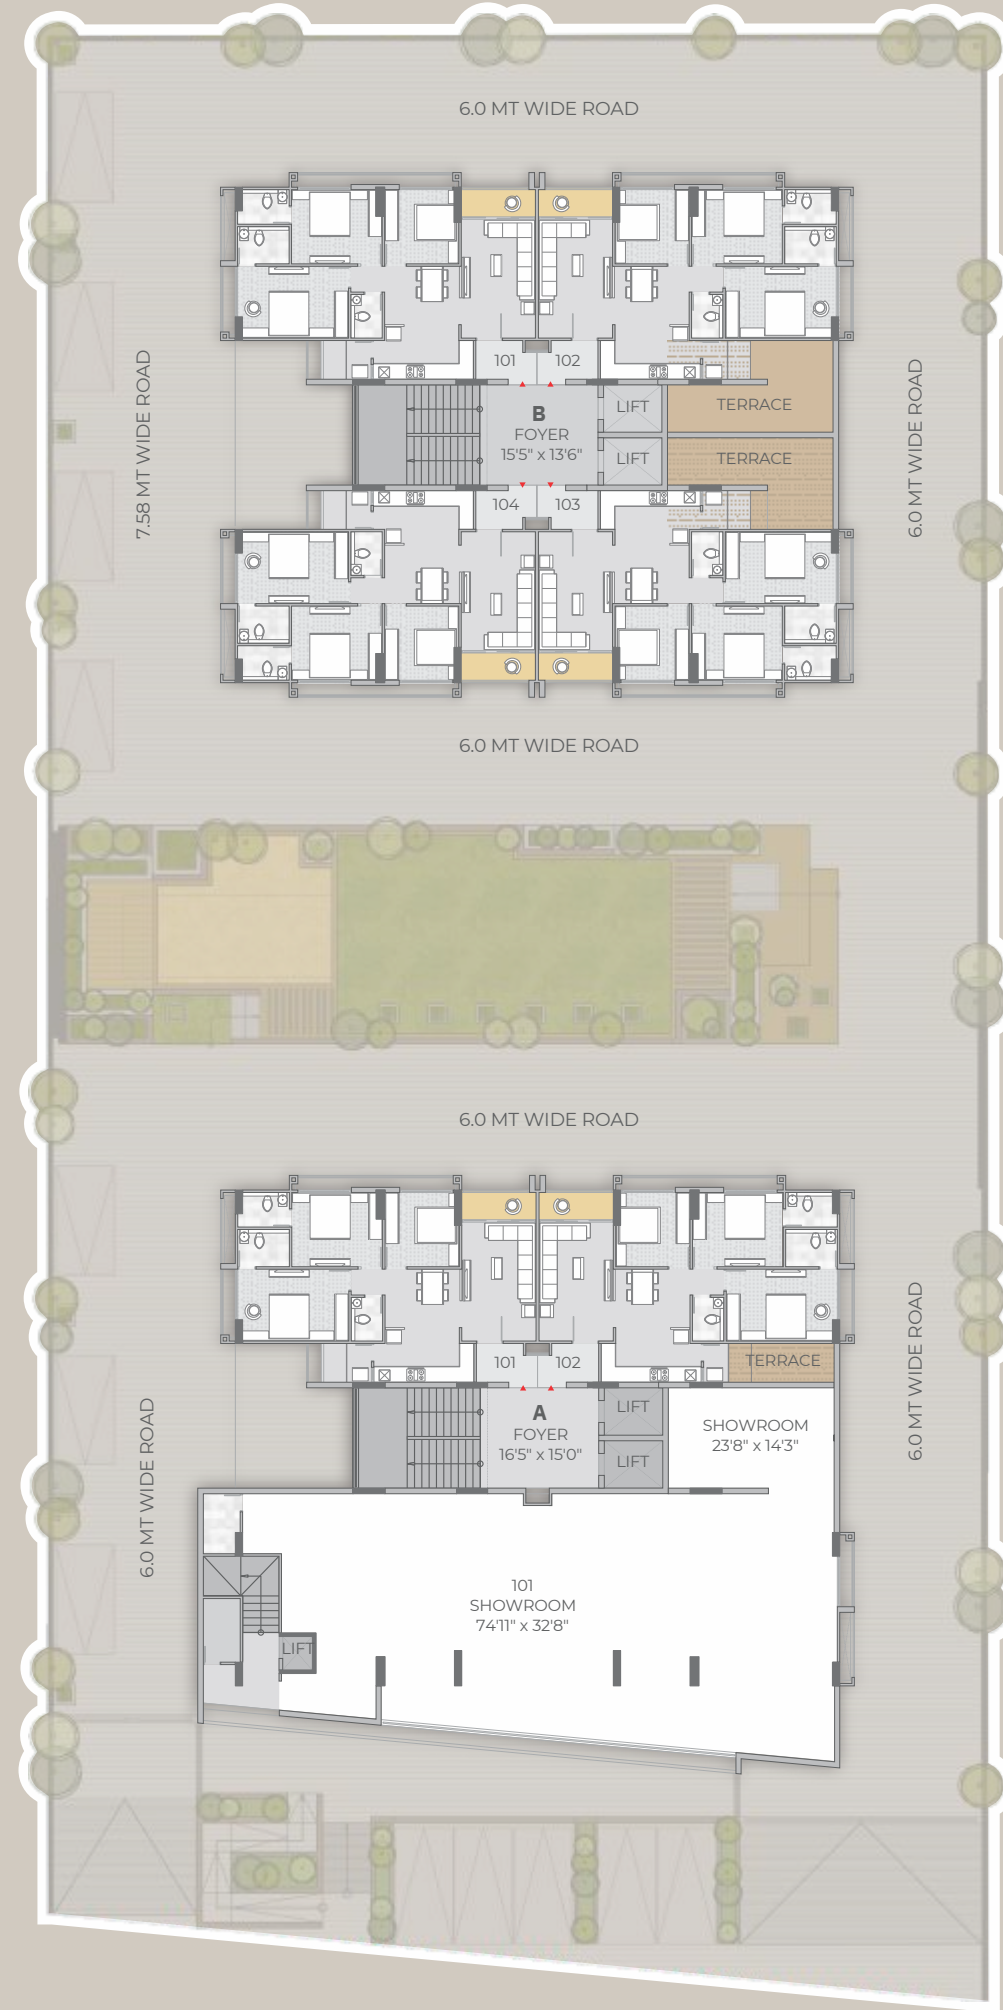 6.0 MT WIDE ROAD
101
102
7.58 MT WIDE ROAD
B
FOYER
15'5" x 13'6"
LIFT
TERRACE
6.0 MT WIDE ROAD
LIFT
TERRACE
104
103
6.0 MT WIDE ROAD
6.0 MT WIDE ROAD
101
102
TERRACE
6.0 MT WIDE ROAD
A
FOYER
16'5" x 15'0"
LIFT
LIFT
SHOWROOM
23'8" x 14'3"
6.0 MT WIDE ROAD
101
SHOWROOM
74'11" x 32'8"
LIFT